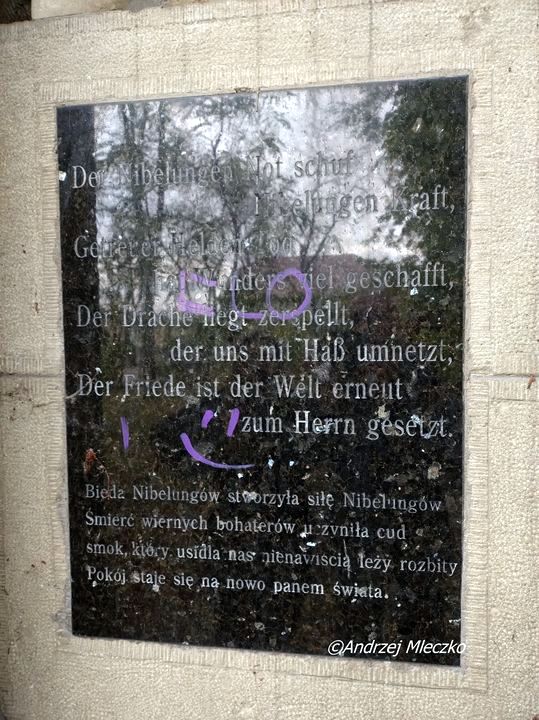 Der Nibelungen Not schuf
Nibelungen Kraft,
Getreuer Helden Tod
Wunders viel geschafft,
Der Drache liegt zerspellt,
der uns mit Haß umnetzt,
Der Friede ist der Welt erneut
zum Herrn gesetzt.
Bieda Nibelungów stworzyła siłę Nibelungów
Śmierć wiernych bohaterów uczyniła cud
smok, który usidla nas nienawiścią leży rozbity
Pokój staje się na nowo panem świata.
©Andrzej Mleczko